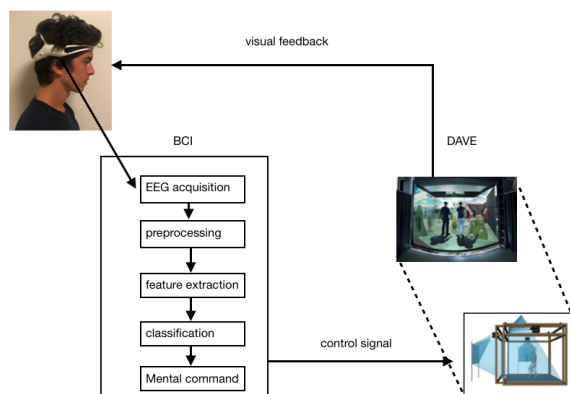 visual feedback
BCI
DAVE
EEG acquisition
preprocessing
feature extraction
classification
control signal
Mental command